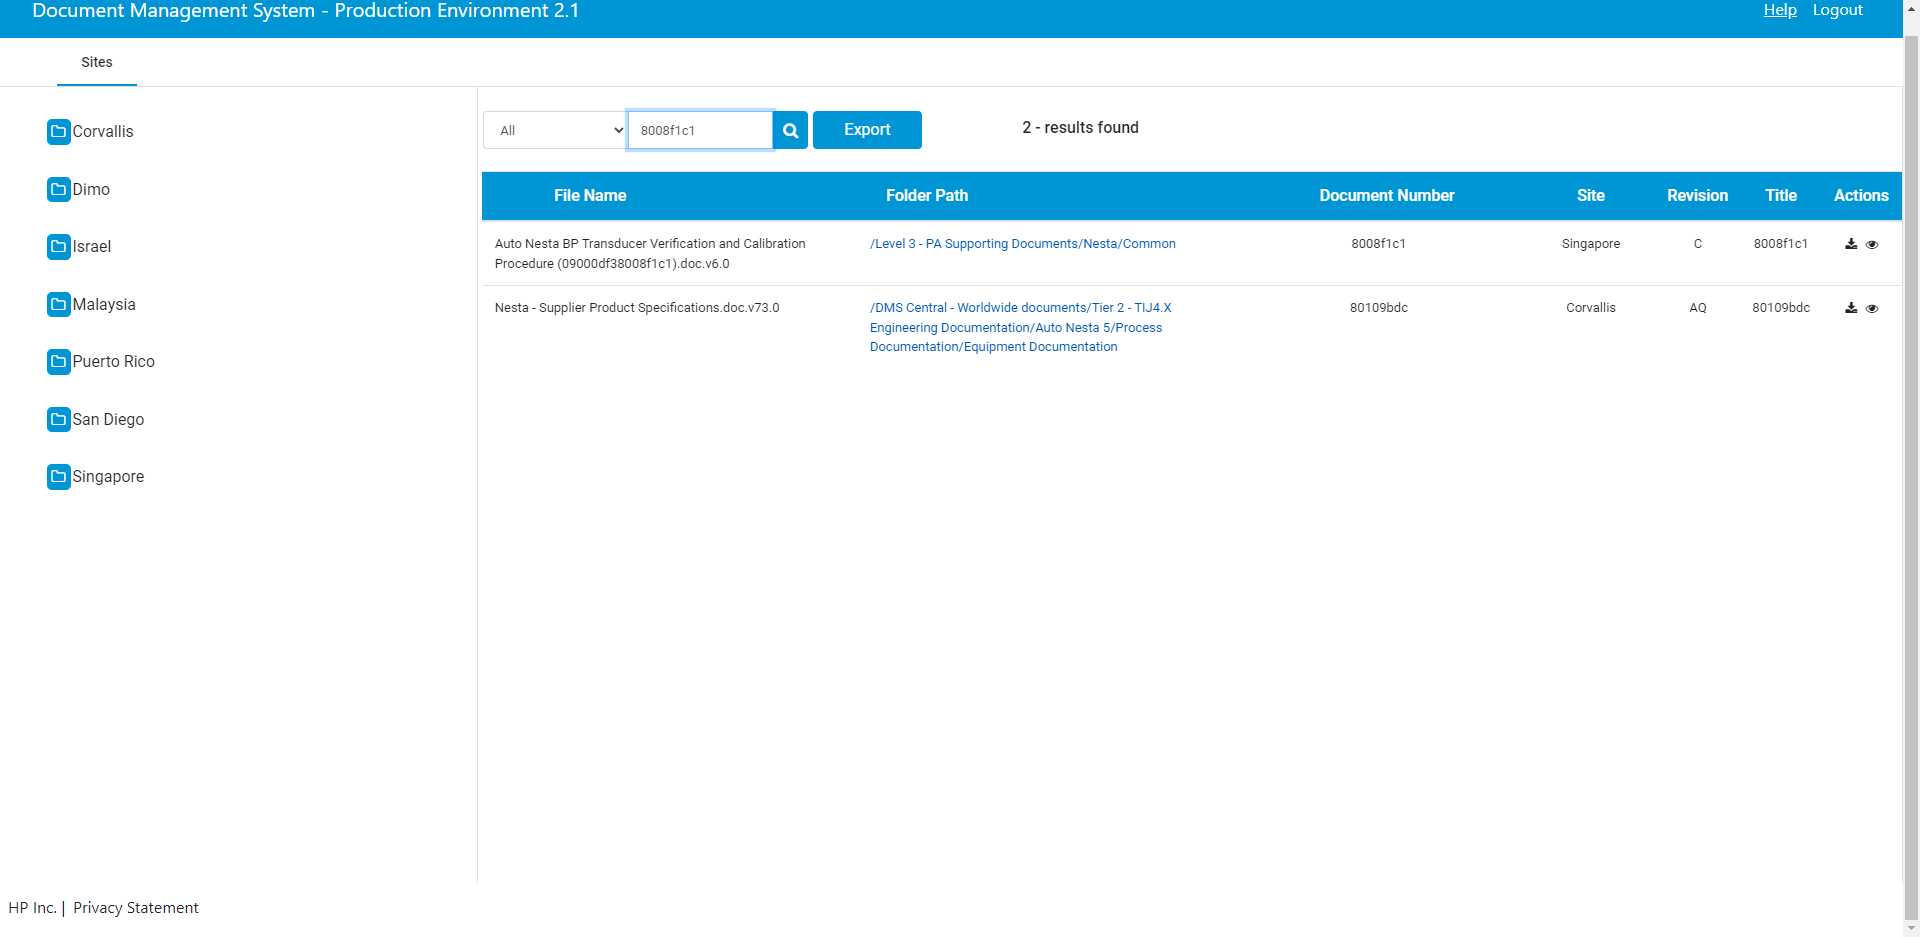 Document Management System - Production Environment 2.1
Help Logout
Sites
Corvallis
Dimo
Israel
Malaysia
Puerto Rico
San Diego
Singapore
All
8008f1c1
Export
2 - results found
File Name Folder Path Document Number Site Revision Title Actions
Auto Nesta BP Transducer Verification and Calibration
Procedure (09000df38008f1c1).doc.v6.0
/Level 3 - PA Supporting Documents/Nesta/Common
8008f1c1
Singapore
C
8008f1c1
Nesta - Supplier Product Specifications.doc.v73.0
/DMS Central - Worldwide documents/Tier 2 - TIJ4.X
Engineering Documentation/Auto Nesta 5/Process
Documentation/Equipment Documentation
80109bdc
Corvallis
AQ
80109bdc
HP Inc. | Privacy Statement